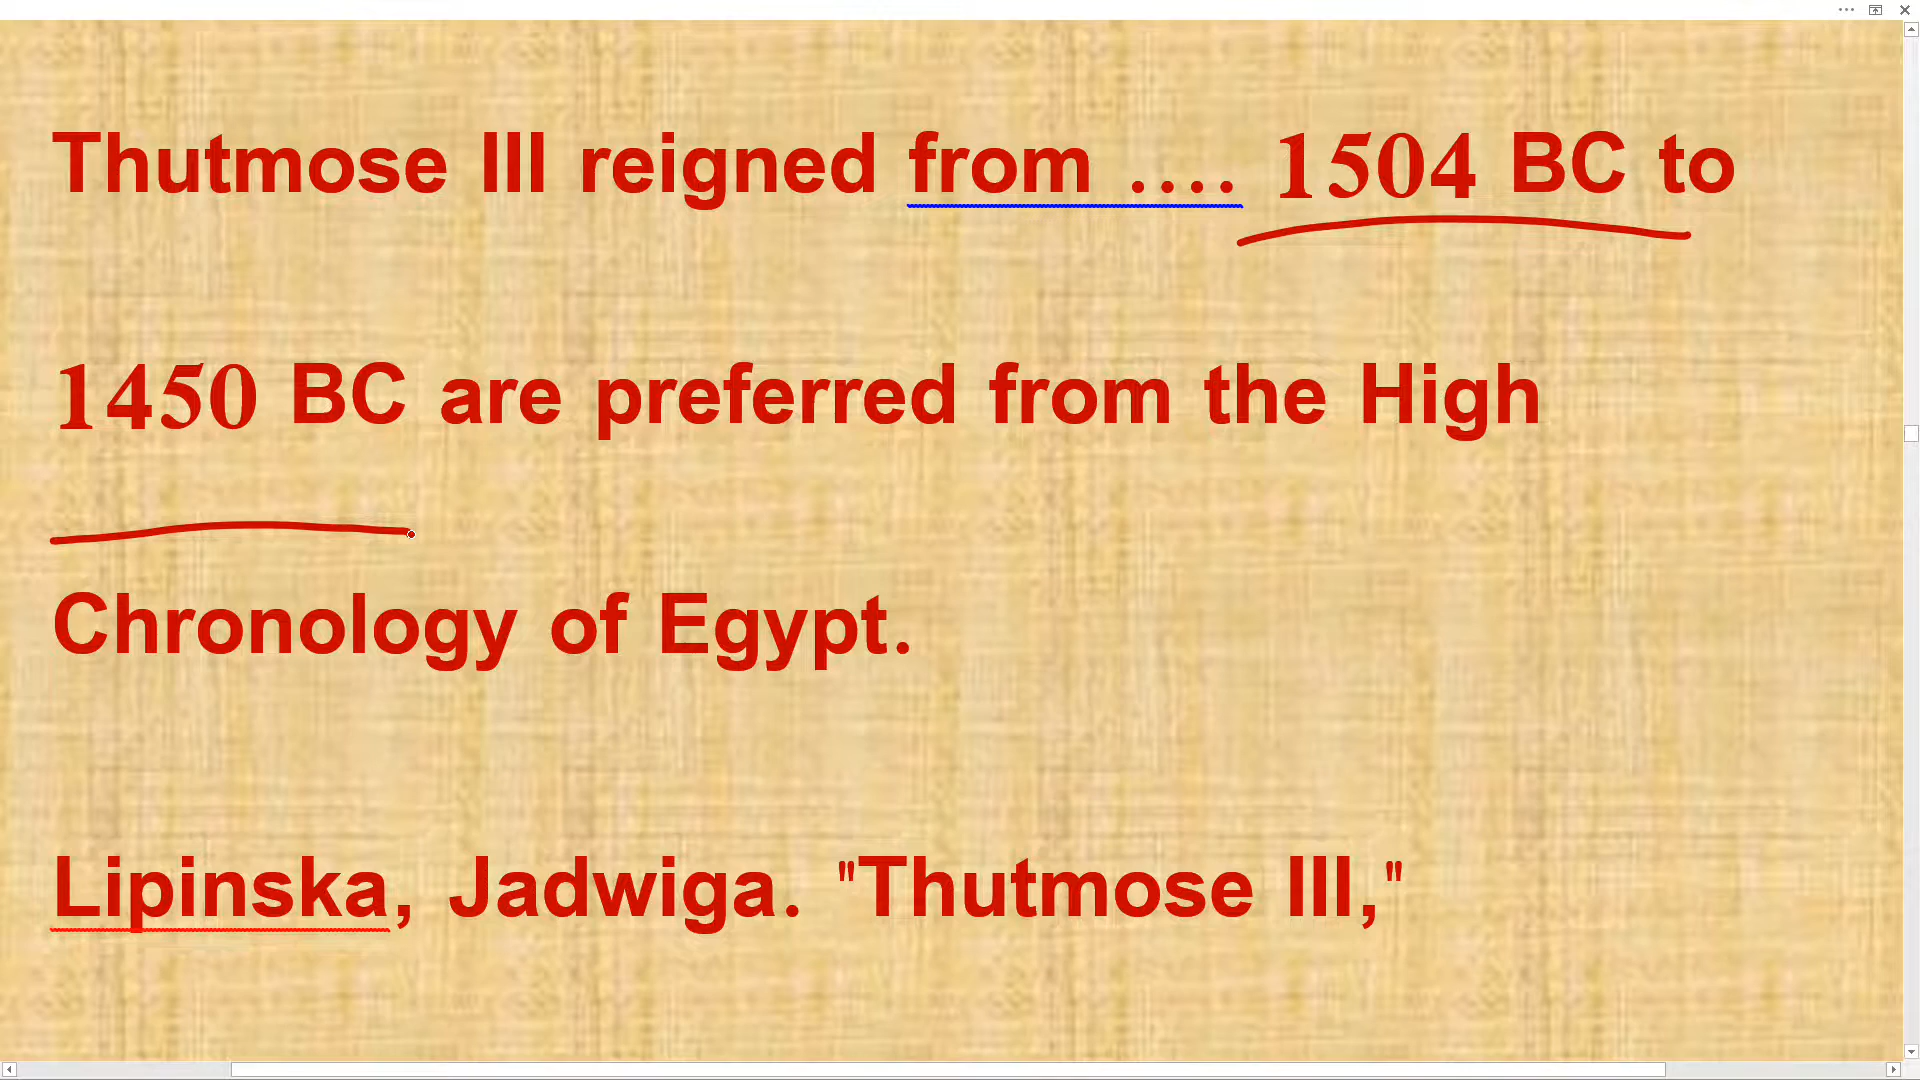 Thutmose III reigned from .... 1504 BC to
1450 BC are preferred from the High
Chronology of Egypt.
Lipinska, Jadwiga. "Thutmose III,"